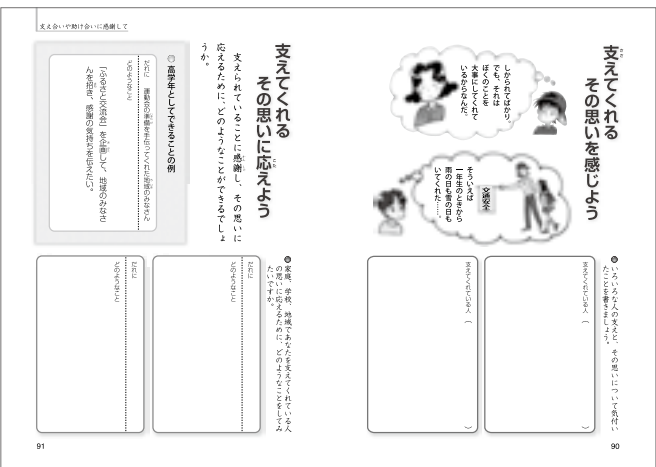 支え合いや助け合いに感謝して
支えてくれる
その思いを感じよう
しかられてばかり。
でも、それは
ぼくのことを
大事にしてくれて
いるからなんだ。
そういえば
一年生のときから
雨の日も雪の日も
いてくれた……。
交通安全
いろいろな人の支えと、その思いについて気付い
たことを書きましょう。
支えてくれている人（　）
支えてくれている人（　）
90
支えてくれる
その思いに応えよう
支えられていることに感謝し、その思いに
応えるために、どのようなことができるでしょ
うか。
高学年としてできることの例
だれに　運動会の準備を手伝ってくれた地域のみなさん
どのようなこと
「ふるさと交流会」を企画して、地域のみなさ
んを招き、感謝の気持ちを伝えたい。
家庭、学校、地域であなたを支えてくれている人
の思いに応えるために、どのようなことをしてみ
たいですか。
だれに
どのようなこと
だれに
どのようなこと
91